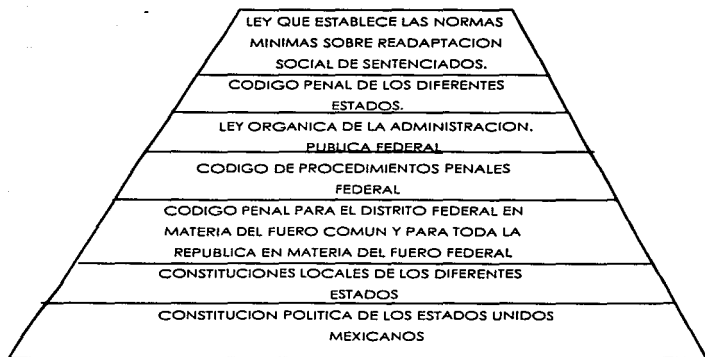 LEY QUE ESTABLECE LAS NORMAS
MINIMAS SOBRE READAPTACION
SOCIAL DE SENTENCIADOS.
CODIGO PENAL DE LOS DIFERENTES
ESTADOS.
LEY ORGANICA DE LA ADMINISTRACION.
PUBLICA FEDERAL
CODIGO DE PROCEDIMIENTOS PENALES
FEDERAL
CODIGO PENAL PARA EL DISTRITO FEDERAL EN
MATERIA DEL FUERO COMUN Y PARA TODA LA
REPUBLICA EN MATERIA DEL FUERO FEDERAL
CONSTITUCIONES LOCALES DE LOS DIFERENTES
ESTADOS
CONSTITUCION POLITICA DE LOS ESTADOS UNIDOS
MEXICANOS